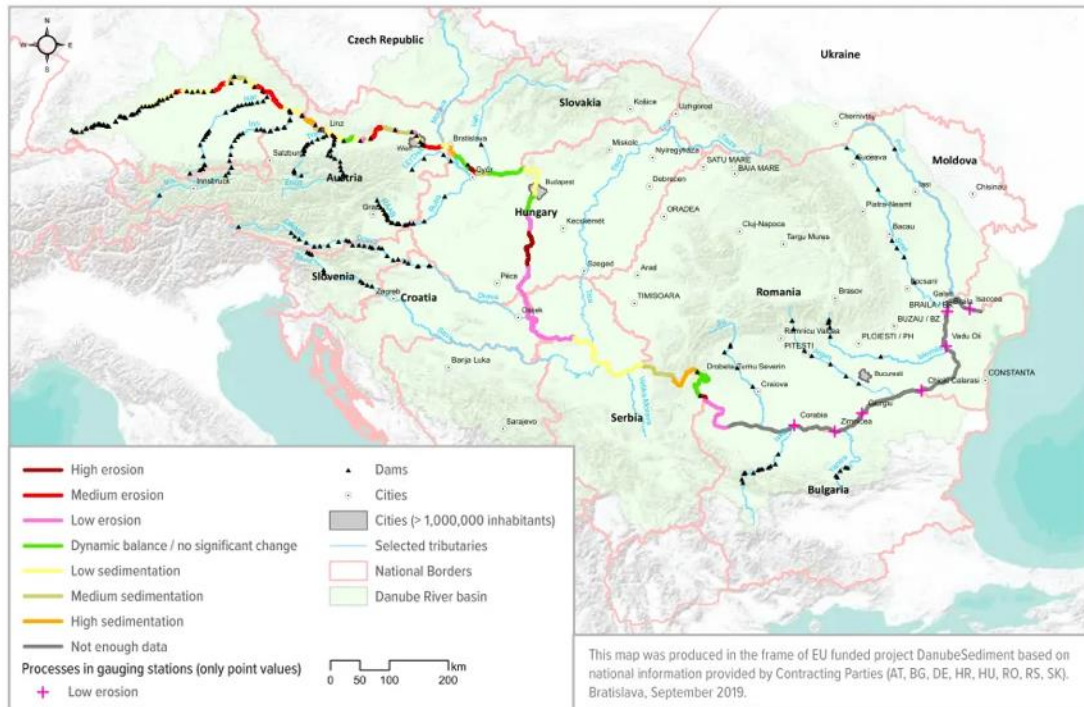 N
W E
S
Czech Republic
Ukraine
Slovakia
Košice
Uzhgorod
Chernivtsy
Linz
Bratislava
Miskolc
Nyíregyháza
SATU MARE
BAIA MARE
Suceava
Moldova
Salzburg
Győr
Budapest
Debrecen
Iasi
Chisinau
Innsbruck
Austria
Piatra-Neamt
Hungary
ORADEA
Kecskemét
Cluj-Napoca
Bacau
Targu Mures
Slovenia
Pécs
Szeged
Arad
Zagreb
Croatia
Drava
Tisza
Romania
Galati
TIMISOARA
Brasov
BRAILA / BR
Isaccea
Osijek
BUZAU / BZ
Ramnicu Valcea
PLOIESTI / PH
Vadu Oii
PITESTI
Banja Luka
Drobeta-Turnu Severin
Bucuresti
CONSTANTA
Craiova
Velika Morava
Giurgiu
Corabia
Sarajevo
Serbia
Zimnicea
Bulgaria
High erosion
Medium erosion
Low erosion
Dynamic balance / no significant change
Low sedimentation
Medium sedimentation
High sedimentation
Not enough data
Processes in gauging stations (only point values)
Low erosion
Dams
Cities
Cities (> 1,000,000 inhabitants)
Selected tributaries
National Borders
Danube River basin
km
0 50 100 200
This map was produced in the frame of EU funded project DanubeSediment based on
national information provided by Contracting Parties (AT, BG, DE, HR, HU, RO, RS, SK).
Bratislava, September 2019.